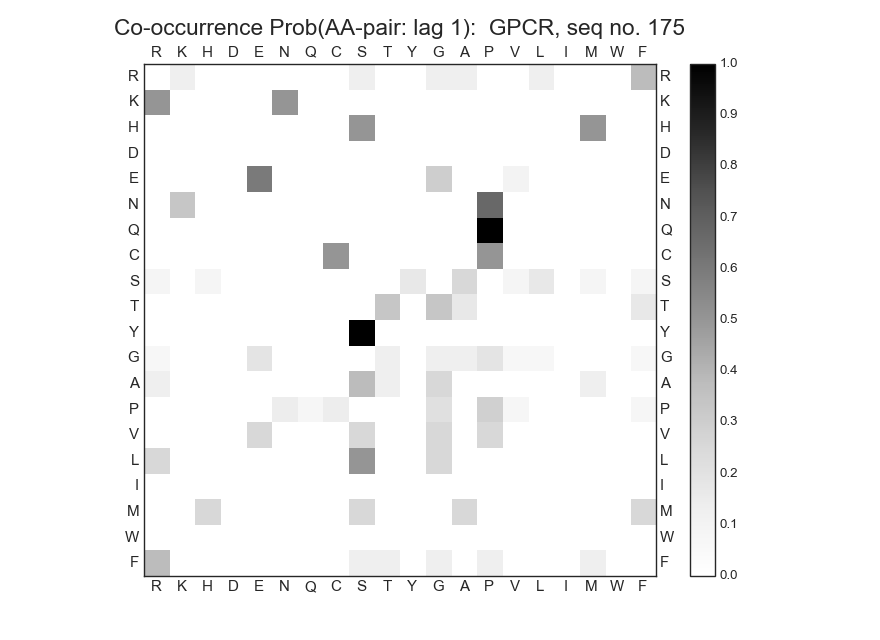 Co-occurrence Prob(AA-pair: lag 1):  GPCR, seq no. 175
R K H D E N Q C S T Y G A P V L I M W F
1.0
R R
0.9
K K
H H
0.8
D D
E E
0.7
N N
Q Q
0.6
C C
S S
0.5
T T
Y Y
0.4
G G
A A
0.3
P P
V V
0.2
L L
I I
0.1
M M
W W
F F
0.0
R K H D E N Q C S T Y G A P V L I M W F